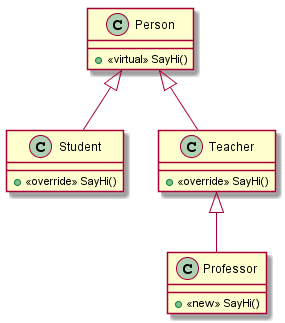 C Person
«virtual» SayHi()
C Student
C Teacher
«override» SayHi()
«override» SayHi()
C Professor
«new» SayHi()